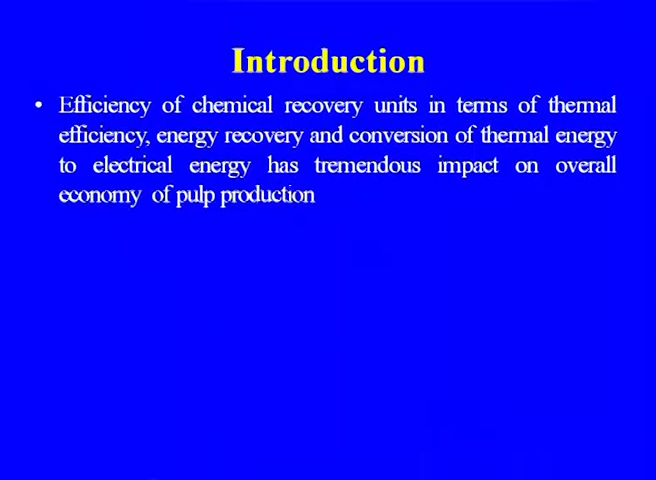 Introduction
• Efficiency of chemical recovery units in terms of thermal
efficiency, energy recovery and conversion of thermal energy
to electrical energy has tremendous impact on overall
economy of pulp production